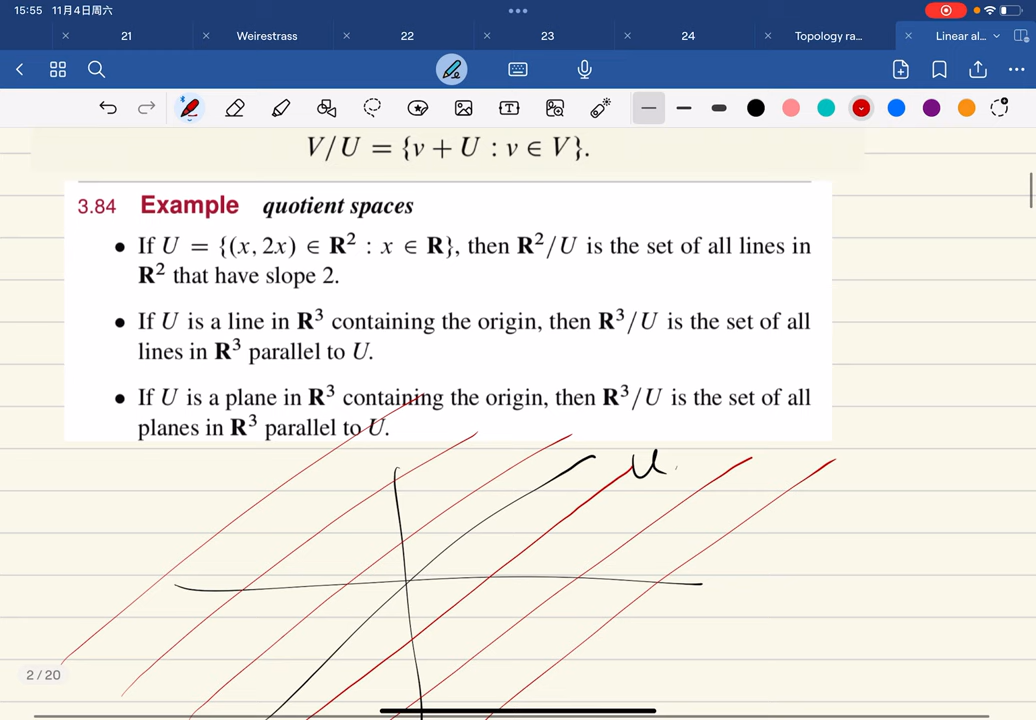 15:55 11月4日周六
21 Weirestrass 22 23 24 Topology ra... Linear al...
V/U = {v + U : v ∈ V}.
3.84 Example quotient spaces
• If U = {(x, 2x) ∈ R² : x ∈ R}, then R²/U is the set of all lines in
R² that have slope 2.
• If U is a line in R³ containing the origin, then R³/U is the set of all
lines in R³ parallel to U.
• If U is a plane in R³ containing the origin, then R³/U is the set of all
planes in R³ parallel to U.
U
2 / 20